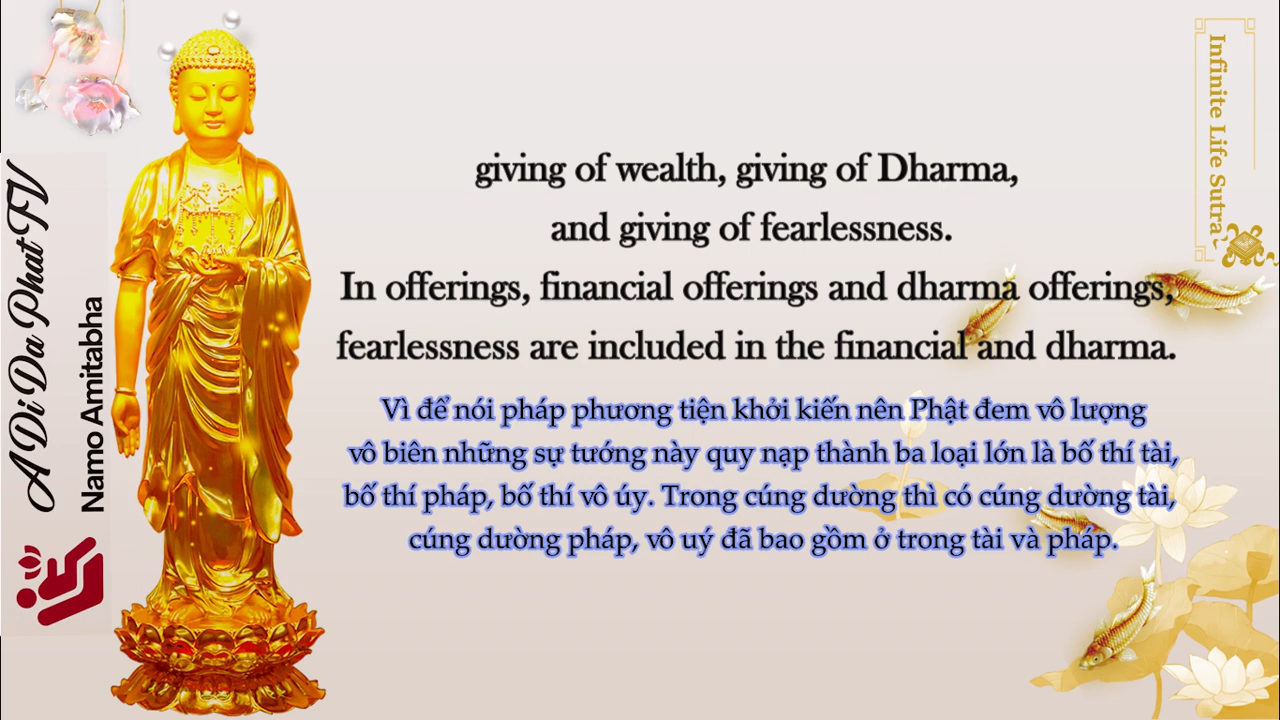 A Di Da Phat TV
Namo Amitabha
Infinite Life Sutra
giving of wealth, giving of Dharma,
and giving of fearlessness.
In offerings, financial offerings and dharma offerings,
fearlessness are included in the financial and dharma.
Vì để nói pháp phương tiện khởi kiến nên Phật đem vô lượng
vô biên những sự tướng này quy nạp thành ba loại lớn là bố thí tài,
bố thí pháp, bố thí vô úy. Trong cúng dường thì có cúng dường tài,
cúng dường pháp, vô uý đã bao gồm ở trong tài và pháp.